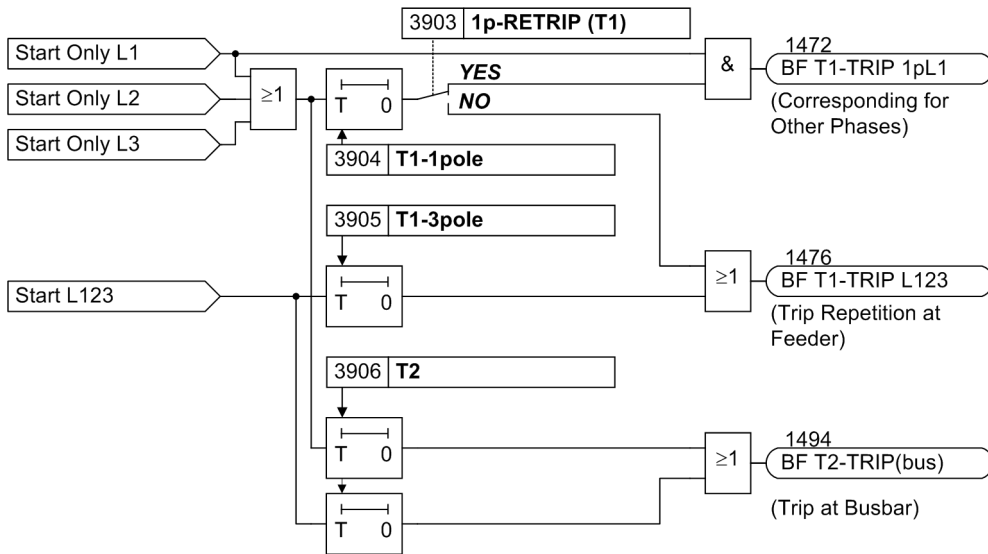 3903 1p-RETRIP (T1)
Start Only L1
1472
BF T1-TRIP 1pL1
YES
&
Start Only L2
≥1
T 0
NO
(Corresponding for
Other Phases)
Start Only L3
3904 T1-1pole
3905 T1-3pole
1476
Start L123
T 0
≥1
BF T1-TRIP L123
(Trip Repetition at
Feeder)
3906 T2
1494
T 0
≥1
BF T2-TRIP(bus)
T 0
(Trip at Busbar)